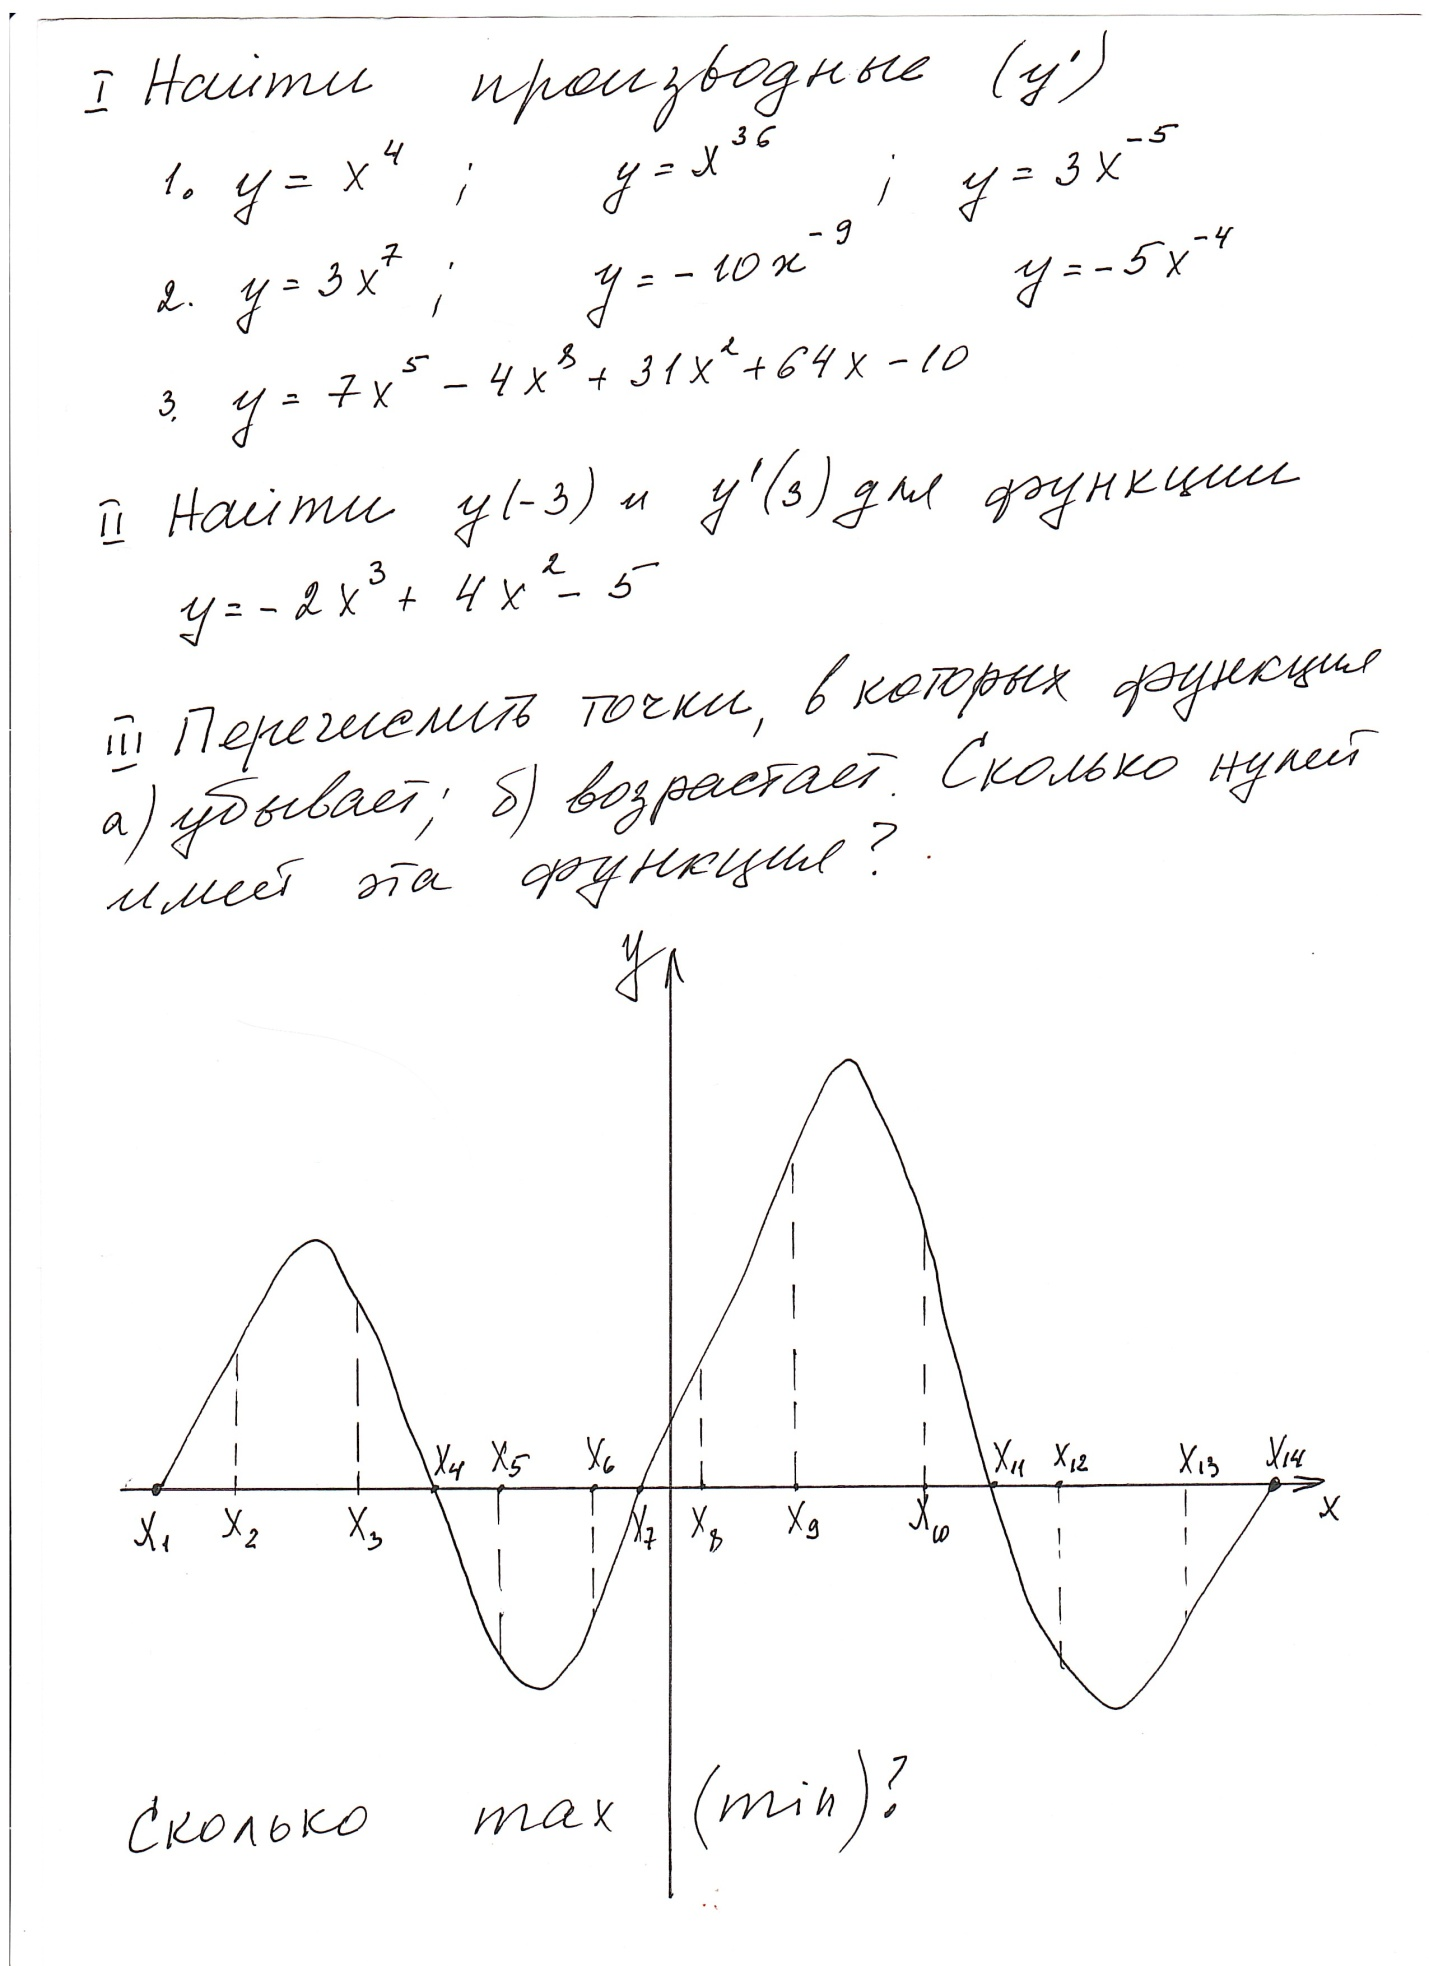 I Найти производные (y')
1. y = x⁴ ; y = x³⁶ ; y = 3x⁻⁵
2. y = 3x⁷ ; y = -10x⁻⁹ y = -5x⁻⁴
3. y = 7x⁵ - 4x³ + 31x² + 64x - 10
II Найти y(-3) и y'(3) для функции
y = -2x³ + 4x² - 5
III Перечислить точки, в которых функция
а) убывает; б) возрастает. Сколько нулей
имеет эта функция?
y
x₄ x₅ x₆ x₁₁ x₁₂ x₁₃ x₁₄
x₁ x₂ x₃ x₇ x₈ x₉ x₁₀ x
Сколько max (min)?